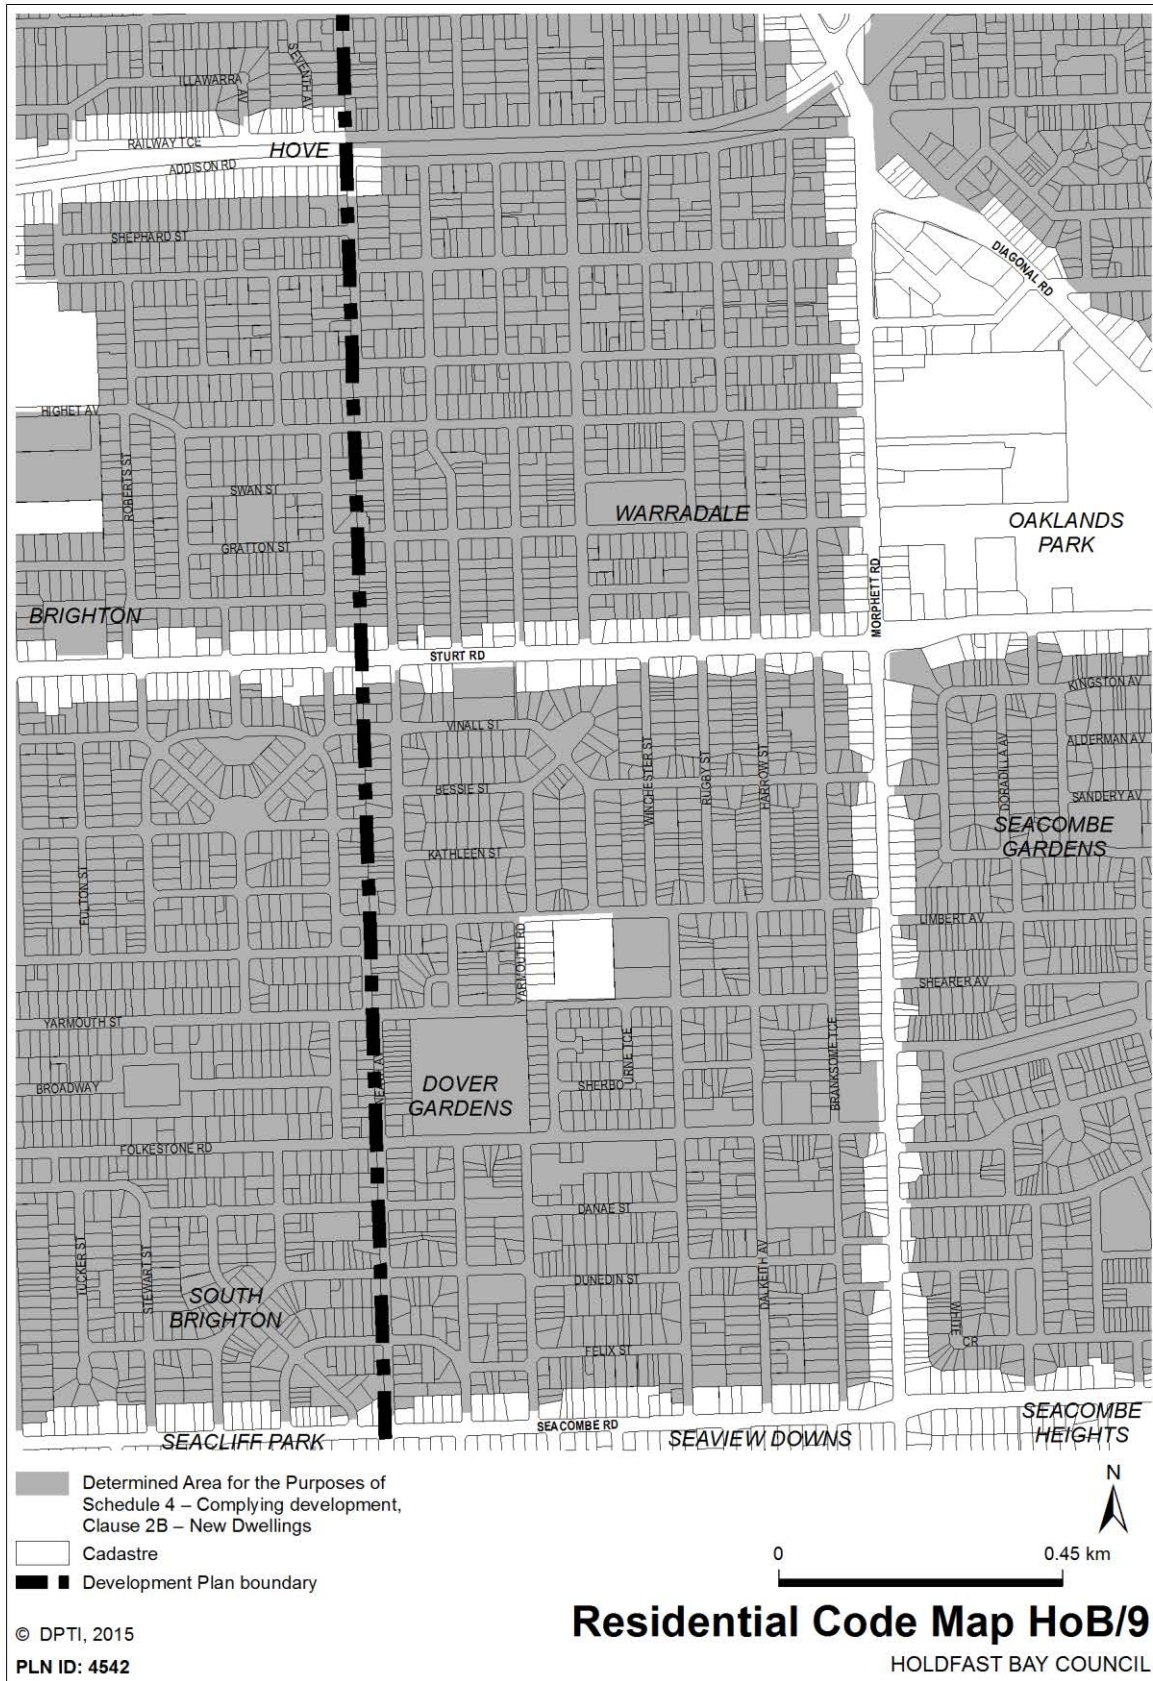 SEVENTH AV
ILLAWARRA
AV
RAILWAY TCE
HOVE
ADDISON RD
SHEPHARD ST
DIAGONAL RD
HIGHET AV
ROBERTS ST
SWAN ST
WARRADALE
OAKLANDS
PARK
GRATTON ST
MORPHETT RD
BRIGHTON
STURT RD
KINGSTON AV
VINALL ST
ALDERMAN AV
WINCHESTER ST
RUGBY ST
HARROW ST
DORADILLA AV
BESSIE ST
SANDERY AV
SEACOMBE
GARDENS
KATHLEEN ST
FULTON ST
LIMBERT AV
YARMOUTH RD
SHEARER AV
YARMOUTH ST
URNE TCE
BRANKSOME TCE
BROADWAY
DOVER
GARDENS
SHERBO
FOLKESTONE RD
DANAE ST
TUCKER ST
STEWART ST
DALKEITH AV
DUNEDIN ST
SOUTH
BRIGHTON
WHITE
CR
FELIX ST
SEACOMBE RD
SEACOMBE
HEIGHTS
SEACLIFF PARK
SEAVIEW DOWNS
Determined Area for the Purposes of
Schedule 4 – Complying development,
Clause 2B – New Dwellings
Cadastre
Development Plan boundary
N
0 0.45 km
Residential Code Map HoB/9
© DPTI, 2015
PLN ID: 4542
HOLDFAST BAY COUNCIL